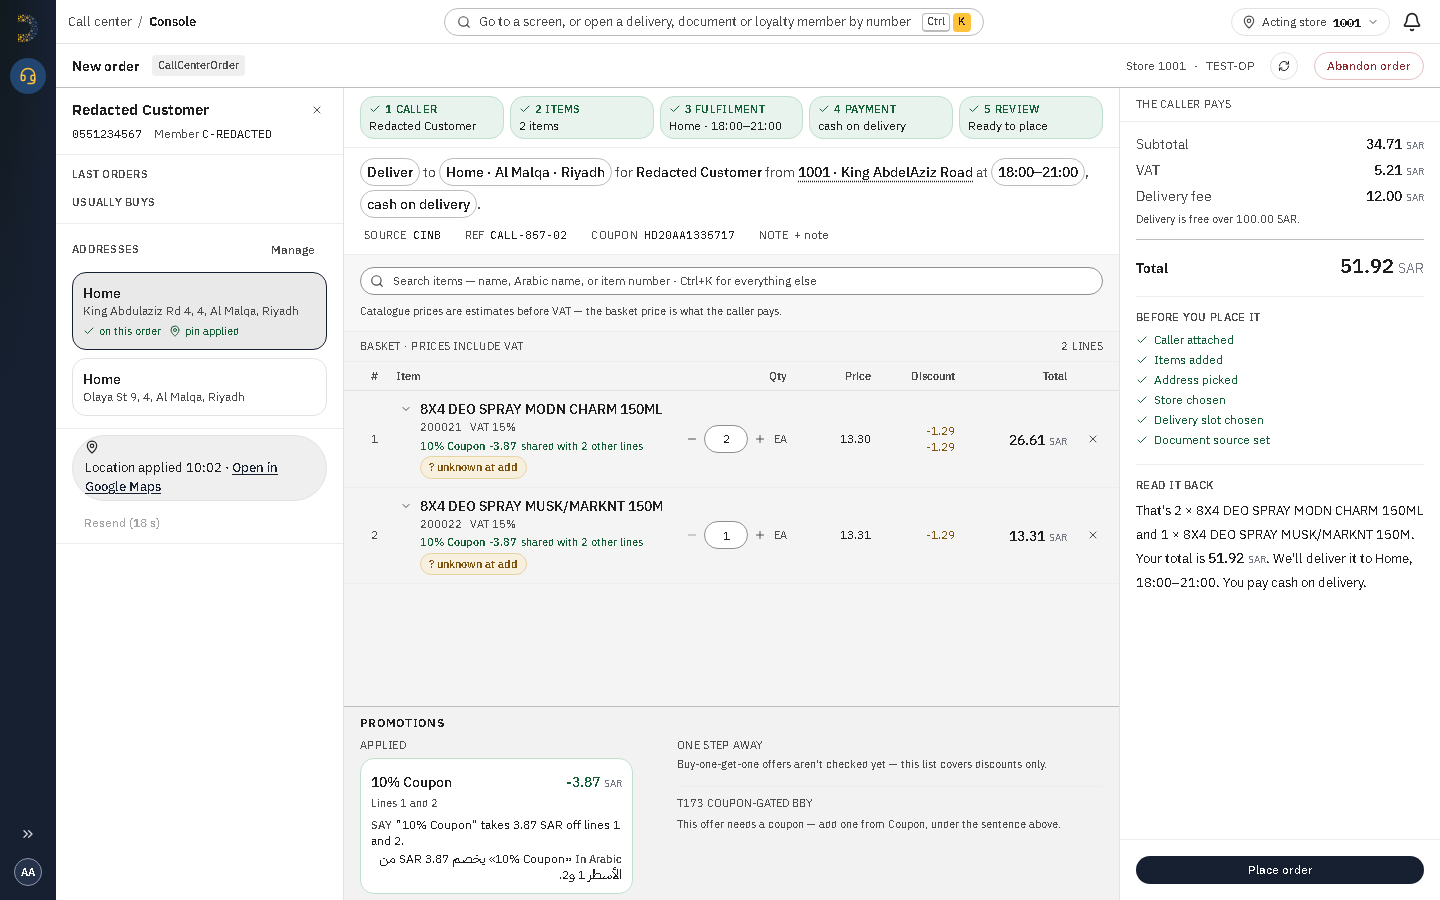 Call center / Console
Go to a screen, or open a delivery, document or loyalty member by number Ctrl K
Acting store 1001
New order CallCenterOrder
Store 1001 · TEST-OP
Abandon order
Redacted Customer
0551234567 Member C-REDACTED
LAST ORDERS
USUALLY BUYS
ADDRESSES Manage
Home
King Abdulaziz Rd 4, 4, Al Malqa, Riyadh
on this order pin applied
Home
Olaya St 9, 4, Al Malqa, Riyadh
Location applied 10:02 · Open in
Google Maps
Resend (18 s)
1 CALLER
Redacted Customer
2 ITEMS
2 items
3 FULFILMENT
Home · 18:00–21:00
4 PAYMENT
cash on delivery
5 REVIEW
Ready to place
Deliver to Home · Al Malqa · Riyadh for Redacted Customer from 1001 · King AbdelAziz Road at 18:00–21:00 ,
cash on delivery .
SOURCE CINB REF CALL-867-02 COUPON HD20AA1335717 NOTE + note
Search items — name, Arabic name, or item number · Ctrl+K for everything else
Catalogue prices are estimates before VAT — the basket price is what the caller pays.
BASKET · PRICES INCLUDE VAT 2 LINES
# Item Qty Price Discount Total
8X4 DEO SPRAY MODN CHARM 150ML
200021 VAT 15%
10% Coupon -3.87 shared with 2 other lines
? unknown at add
1 − 2 + EA 13.30 -1.29
-1.29
26.61 SAR ×
8X4 DEO SPRAY MUSK/MARKNT 150M
200022 VAT 15%
10% Coupon -3.87 shared with 2 other lines
? unknown at add
2 − 1 + EA 13.31 -1.29 13.31 SAR ×
PROMOTIONS
APPLIED
10% Coupon -3.87 SAR
Lines 1 and 2
SAY "10% Coupon" takes 3.87 SAR off lines 1
and 2.
In Arabic «10% Coupon» يخصم 3.87 SAR من
الأسطر 1 و2.
ONE STEP AWAY
Buy-one-get-one offers aren't checked yet — this list covers discounts only.
T173 COUPON-GATED BBY
This offer needs a coupon — add one from Coupon, under the sentence above.
THE CALLER PAYS
Subtotal 34.71 SAR
VAT 5.21 SAR
Delivery fee 12.00 SAR
Delivery is free over 100.00 SAR.
Total 51.92 SAR
BEFORE YOU PLACE IT
Caller attached
Items added
Address picked
Store chosen
Delivery slot chosen
Document source set
READ IT BACK
That's 2 × 8X4 DEO SPRAY MODN CHARM 150ML
and 1 × 8X4 DEO SPRAY MUSK/MARKNT 150M.
Your total is 51.92 SAR. We'll deliver it to Home,
18:00–21:00. You pay cash on delivery.
Place order
AA